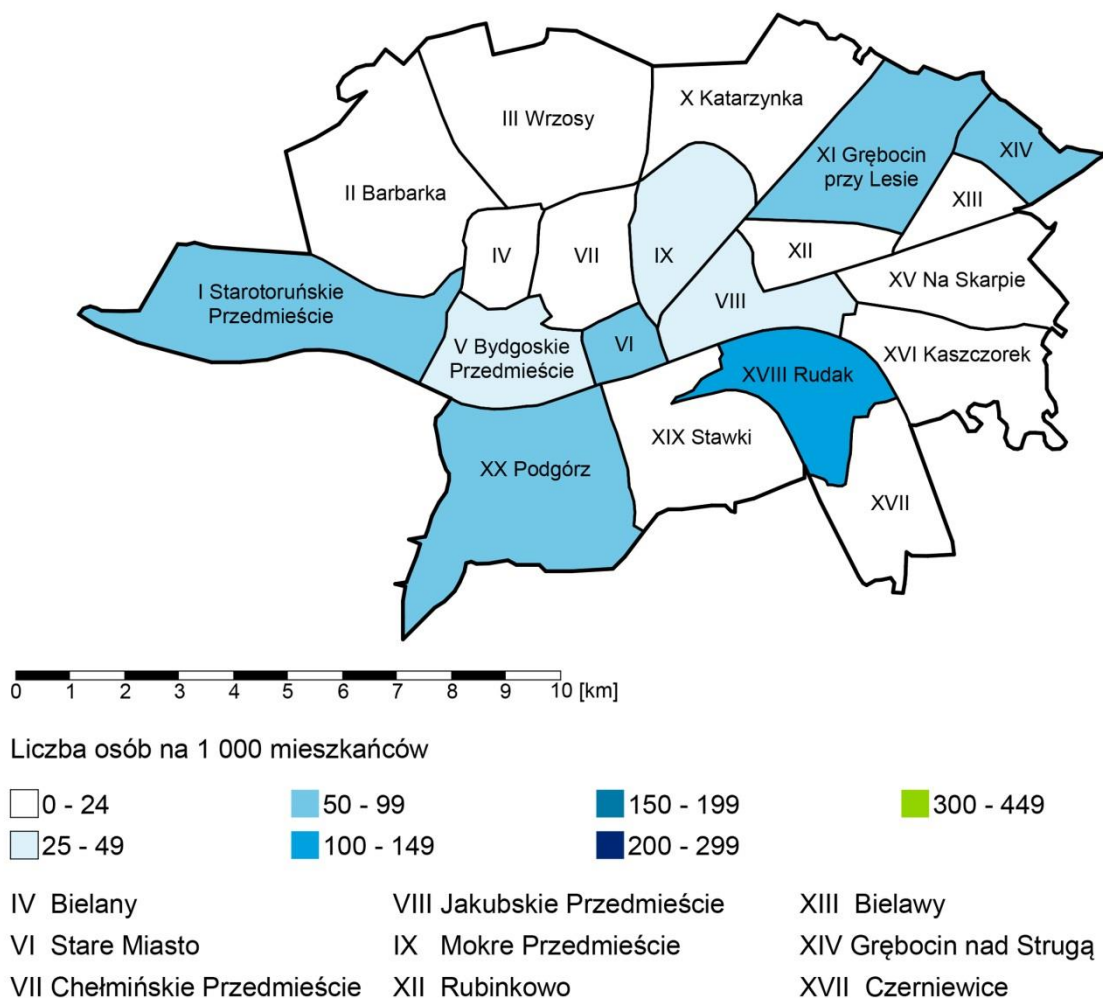 X Katarzynka
III Wrzosy
XI Grębocin
przy Lesie
XIV
II Barbarka
XIII
IV
VII
IX
XII
XV Na Skarpie
I Starotoruńskie
Przedmieście
VIII
V Bydgoskie
Przedmieście
VI
XVI Kaszczorek
XVIII Rudak
XIX Stawki
XX Podgórz
XVII
0 1 2 3 4 5 6 7 8 9 10 [km]
Liczba osób na 1 000 mieszkańców
0 - 24 50 - 99 150 - 199 300 - 449
25 - 49 100 - 149 200 - 299
IV Bielany VIII Jakubskie Przedmieście XIII Bielawy
VI Stare Miasto IX Mokre Przedmieście XIV Grębocin nad Strugą
VII Chełmińskie Przedmieście XII Rubinkowo XVII Czerniewice